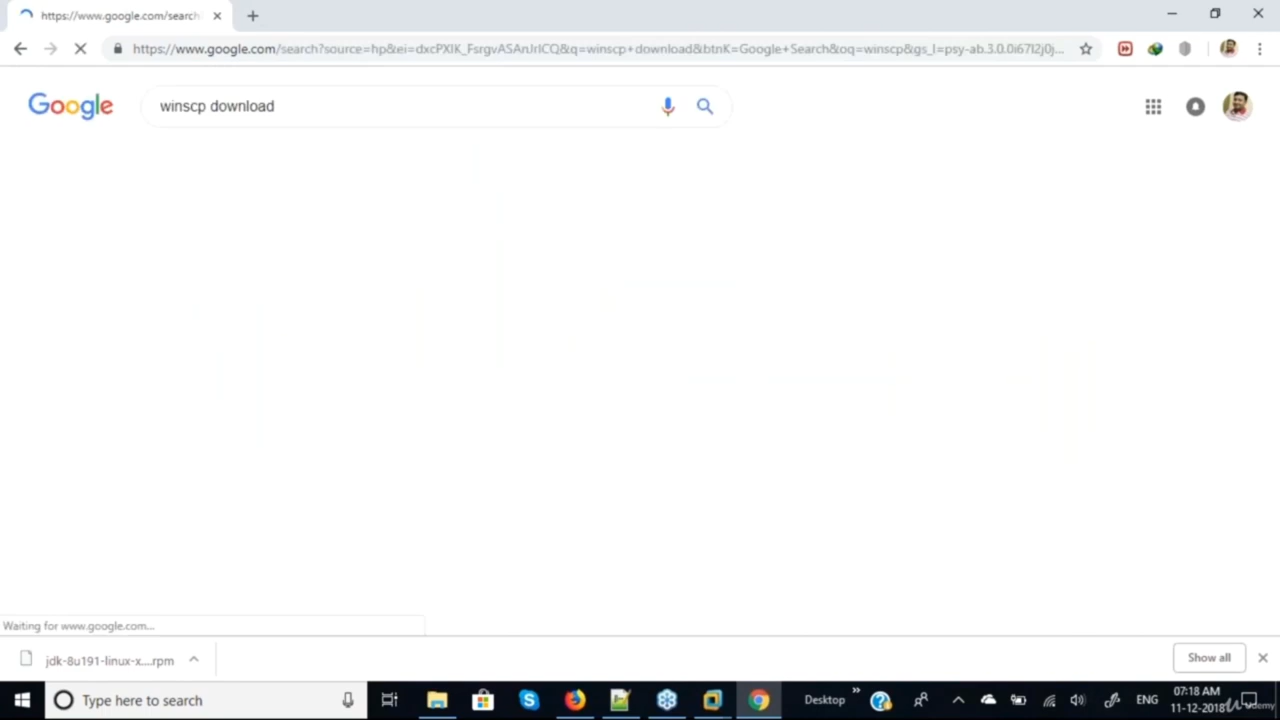 https://www.google.com/search
https://www.google.com/search?source=hp&ei=dxcPXIK_FsrgvASAnJrICQ&q=winscp+download&btnK=Google+Search&oq=winscp&gs_l=psy-ab.3.0.0i67l2j0j...
Google
winscp download
Waiting for www.google.com...
jdk-8u191-linux-x....rpm
Show all
Type here to search
Desktop
ENG
07:18 AM
11-12-2018
Udemy